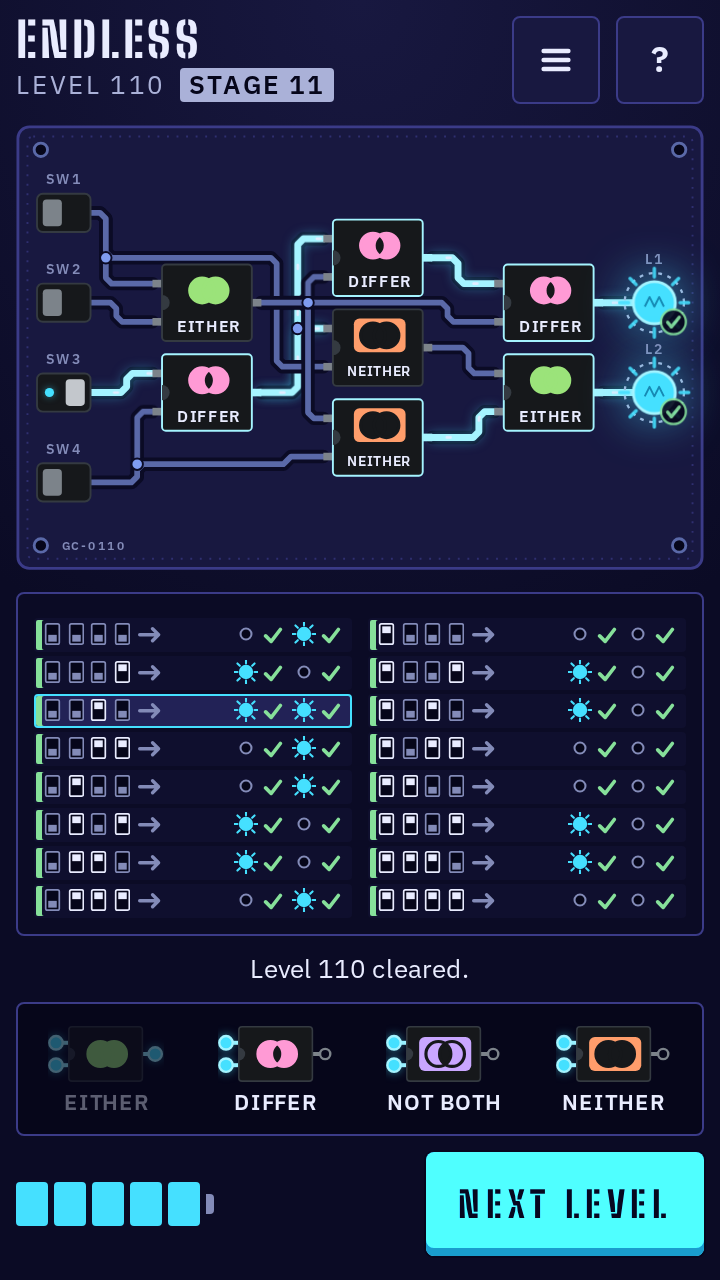 ENDLESS
LEVEL 110 STAGE 11
?
SW1
SW2
SW3
SW4
EITHER
DIFFER
DIFFER
NEITHER
NEITHER
DIFFER
EITHER
L1
L2
GC-0110
Level 110 cleared.
EITHER DIFFER NOT BOTH NEITHER
NEXT LEVEL